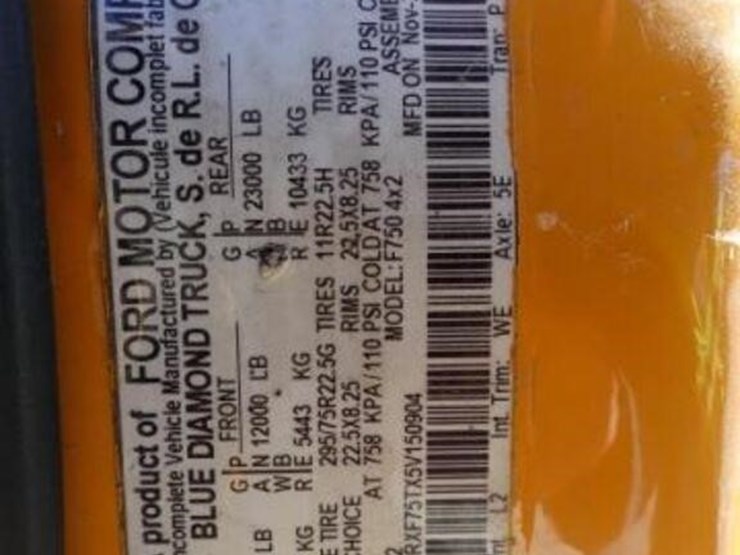 product of FORD MOTOR COMP
ncomplete Vehicle Manufactured by (Vehicule incomplet fab
BLUE DIAMOND TRUCK, S. de R.L. de C
FRONT REAR
LB G A W R P N B E 12000 LB G A W R P N B E 23000 LB
KG 5443 KG 10433 KG
E TIRE 295/75R22.5G TIRES 11R22.5H TIRES
CHOICE 22.5X8.25 RIMS 22.5X8.25 RIMS
AT 758 KPA/110 PSI COLD AT 758 KPA/110 PSI C
2 MODEL: F750 4x2 ASSEMB
RXF75TX5V150904 MFD ON Nov-
L2 Int. Trim: WE Axle: 5E Tran: P